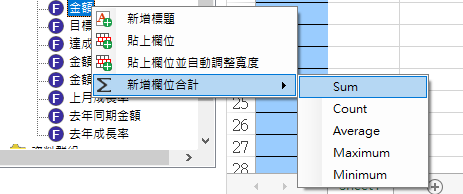 金額
目標
達成
金額
金額
上月成長率
去年同期金額
去年成長率
新增標題
貼上欄位
貼上欄位並自動調整寬度
新增欄位合計
Sum
Count
Average
Maximum
Minimum
25
26
27
28